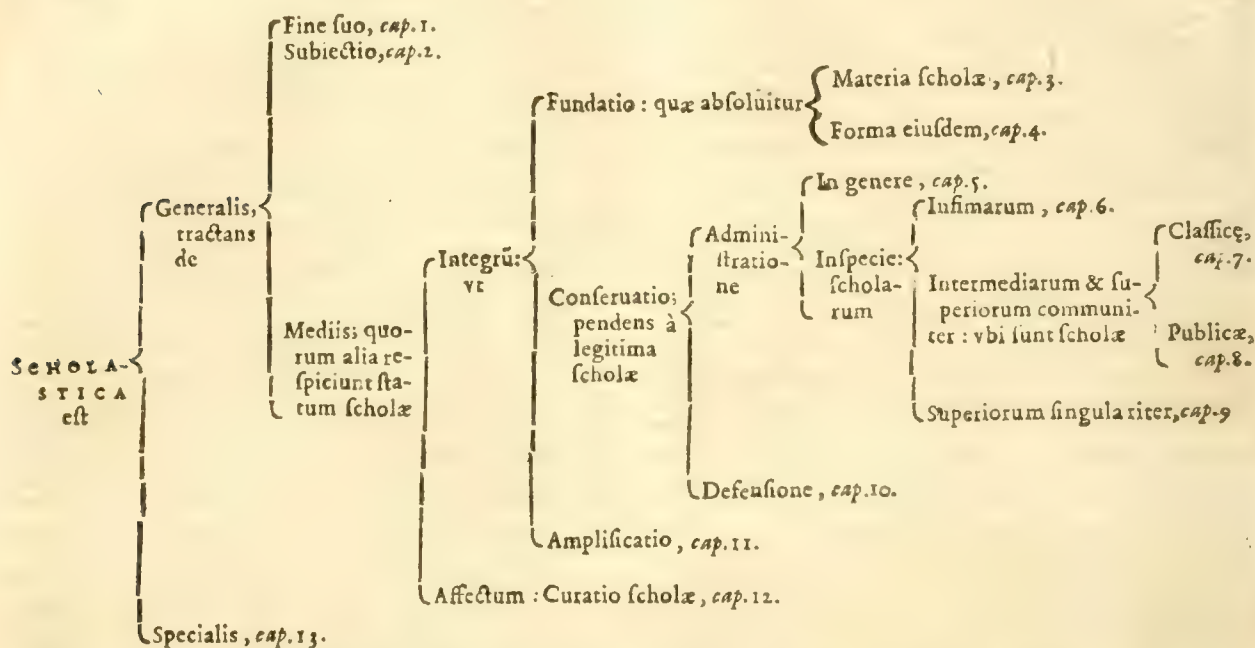 Fine ſuo, cap.1.
Subiectio, cap.2.
Fundatio : quæ abſoluitur
Materia ſcholæ, cap.3.
Forma eiuſdem, cap.4.
Generalis,
tractans
de
Mediis; quo-
rum alia re-
ſpiciunt ſta-
tum ſcholæ
Integrũ:
vt
Conſeruatio;
pendens à
legitima
ſcholæ
Admini-
ſtratio-
ne
In genere, cap.5.
Inſpecie:
ſchola-
rum
Infimarum, cap.6.
Intermediarum & ſu-
periorum communi-
ter : vbi ſunt ſcholæ
Claſſicę,
cap.7.
Publicæ,
cap.8.
Superiorum ſingulariter, cap.9
SCHOLA-
STICA
eſt
Defenſione, cap.10.
Amplificatio, cap.11.
Affectum : Curatio ſcholæ, cap.12.
Specialis, cap.13.